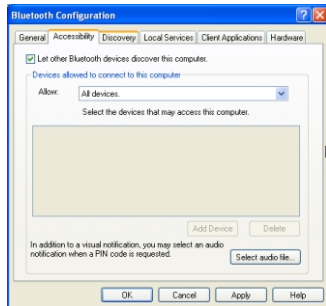 Bluetooth Configuration
General Accessibility Discovery Local Services Client Applications Hardware
Let other Bluetooth devices discover this computer.
Devices allowed to connect to this computer
Allow: All devices.
Select the devices that may access this computer.
Add Device Delete
In addition to a visual notification, you may select an audio
notification when a PIN code is requested.
Select audio file...
OK Cancel Apply Help